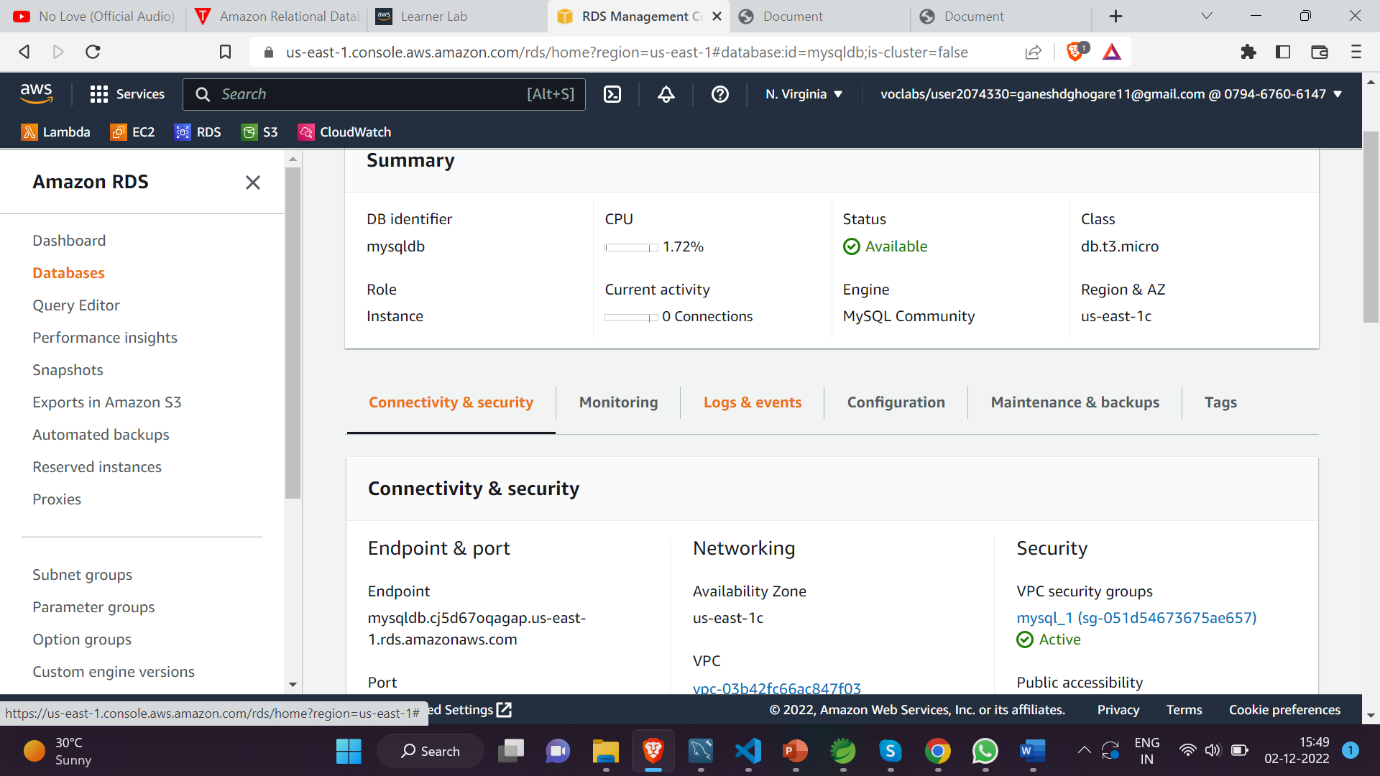 No Love (Official Audio)
Amazon Relational Datab
Learner Lab
RDS Management Co
Document
Document
us-east-1.console.aws.amazon.com/rds/home?region=us-east-1#database:id=mysqldb;is-cluster=false
1
aws
Services
Search
[Alt+S]
N. Virginia
voclabs/user2074330=ganeshdghogare11@gmail.com @ 0794-6760-6147
Lambda
EC2
RDS
S3
CloudWatch
Amazon RDS
Dashboard
Databases
Query Editor
Performance insights
Snapshots
Exports in Amazon S3
Automated backups
Reserved instances
Proxies
Subnet groups
Parameter groups
Option groups
Custom engine versions
Summary
DB identifier
mysqldb
CPU
1.72%
Status
Available
Class
db.t3.micro
Role
Instance
Current activity
0 Connections
Engine
MySQL Community
Region & AZ
us-east-1c
Connectivity & security
Monitoring
Logs & events
Configuration
Maintenance & backups
Tags
Connectivity & security
Endpoint & port
Endpoint
mysqldb.cj5d67oqagap.us-east-
1.rds.amazonaws.com
Port
Networking
Availability Zone
us-east-1c
VPC
vpc-03b42fc66ac847f03
Security
VPC security groups
mysql_1 (sg-051d54673675ae657)
Active
Public accessibility
https://us-east-1.console.aws.amazon.com/rds/home?region=us-east-1#
ed Settings
© 2022, Amazon Web Services, Inc. or its affiliates.
Privacy
Terms
Cookie preferences
30°C
Sunny
Search
ENG
IN
15:49
02-12-2022
1